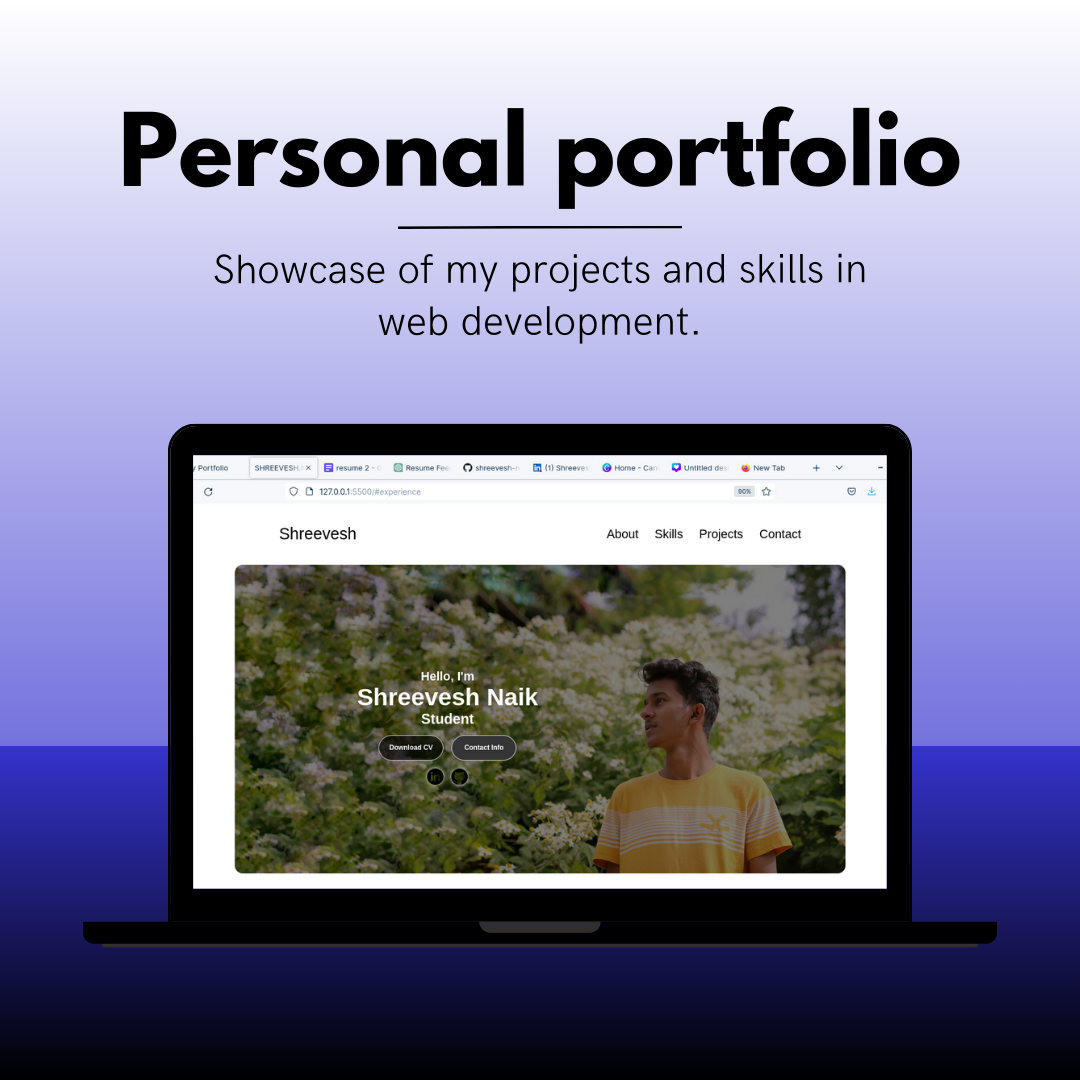 Personal portfolio
Showcase of my projects and skills in
web development.
y Portfolio SHREEVESH. resume 2 - Resume Fee shreevesh- (1) Shreeves Home - Can Untitled des New Tab
127.0.0.1:5500/#experience 90%
Shreevesh About Skills Projects Contact
Hello, I'm
Shreevesh Naik
Student
Download CV Contact Info
in